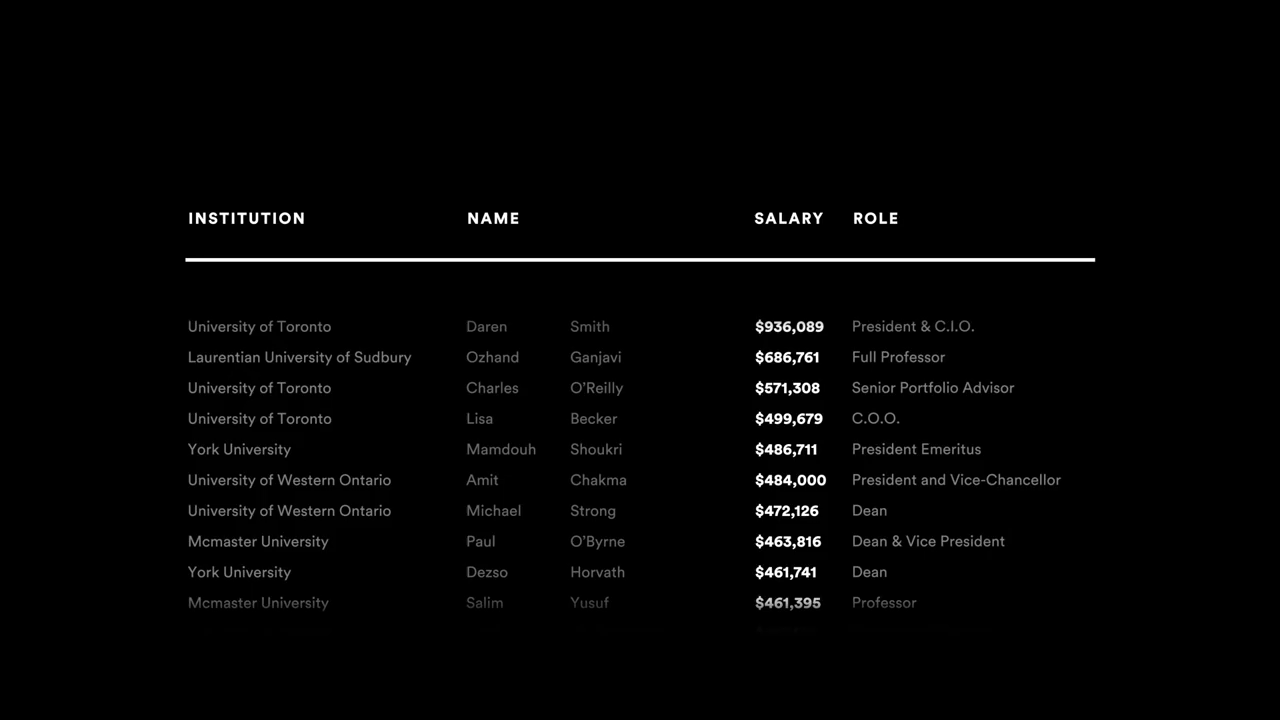 INSTITUTION NAME SALARY ROLE
University of Toronto Daren Smith $936,089 President & C.I.O.
Laurentian University of Sudbury Ozhand Ganjavi $686,761 Full Professor
University of Toronto Charles O’Reilly $571,308 Senior Portfolio Advisor
University of Toronto Lisa Becker $499,679 C.O.O.
York University Mamdouh Shoukri $486,711 President Emeritus
University of Western Ontario Amit Chakma $484,000 President and Vice-Chancellor
University of Western Ontario Michael Strong $472,126 Dean
Mcmaster University Paul O’Byrne $463,816 Dean & Vice President
York University Dezso Horvath $461,741 Dean
Mcmaster University Salim Yusuf $461,395 Professor